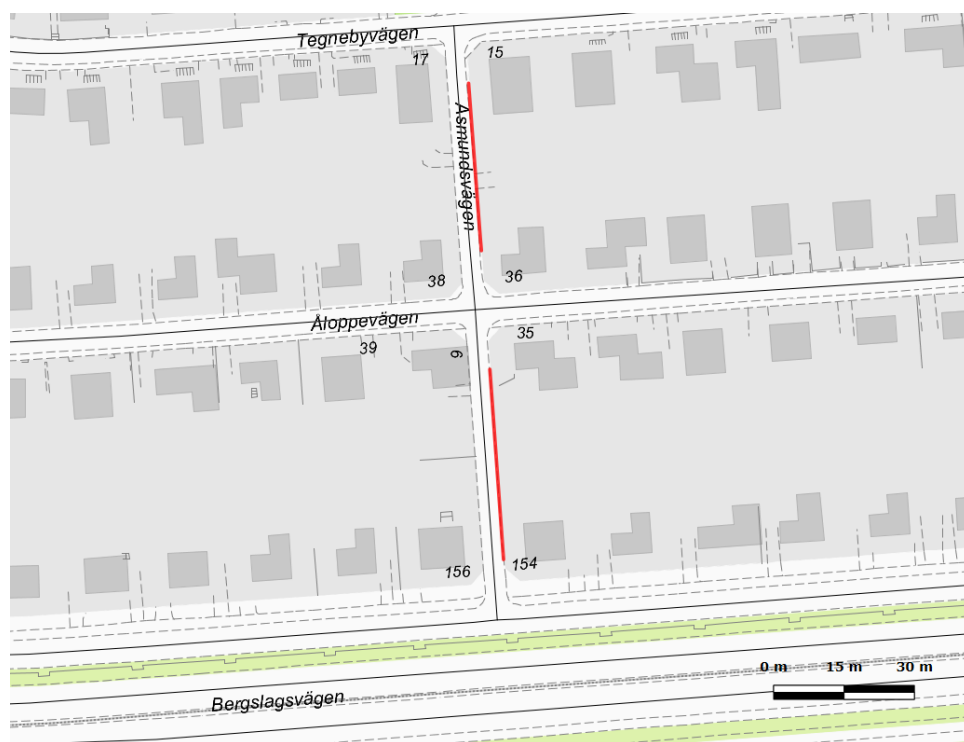 Tegnebyvägen
17
15
Asmundsvägen
38
36
Åloppevägen
35
39
9
156
154
0 m 15 m 30 m
Bergslagsvägen